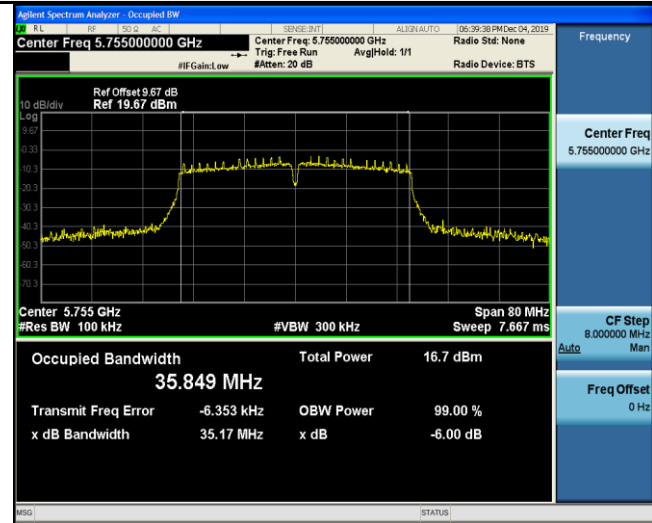 Agilent Spectrum Analyzer - Occupied BW
RL RF 50 Ω AC SENSE:INT ALIGN AUTO 06:39:38 PM Dec 04, 2019
Center Freq 5.755000000 GHz
Center Freq: 5.755000000 GHz
Radio Std: None
Trig: Free Run Avg|Hold: 1/1
#IFGain:Low
#Atten: 20 dB
Radio Device: BTS
Frequency
Ref Offset 9.67 dB
10 dB/div Ref 19.67 dBm
Log
9.67
-0.33
-10.3
-20.3
-30.3
-40.3
-50.3
-60.3
-70.3
Center 5.755 GHz
Span 80 MHz
#Res BW 100 kHz
#VBW 300 kHz
Sweep 7.667 ms
Occupied Bandwidth
Total Power 16.7 dBm
35.849 MHz
Transmit Freq Error -6.353 kHz
OBW Power 99.00 %
x dB Bandwidth 35.17 MHz
x dB -6.00 dB
Center Freq
5.755000000 GHz
CF Step
8.000000 MHz
Auto Man
Freq Offset
0 Hz
MSG
STATUS